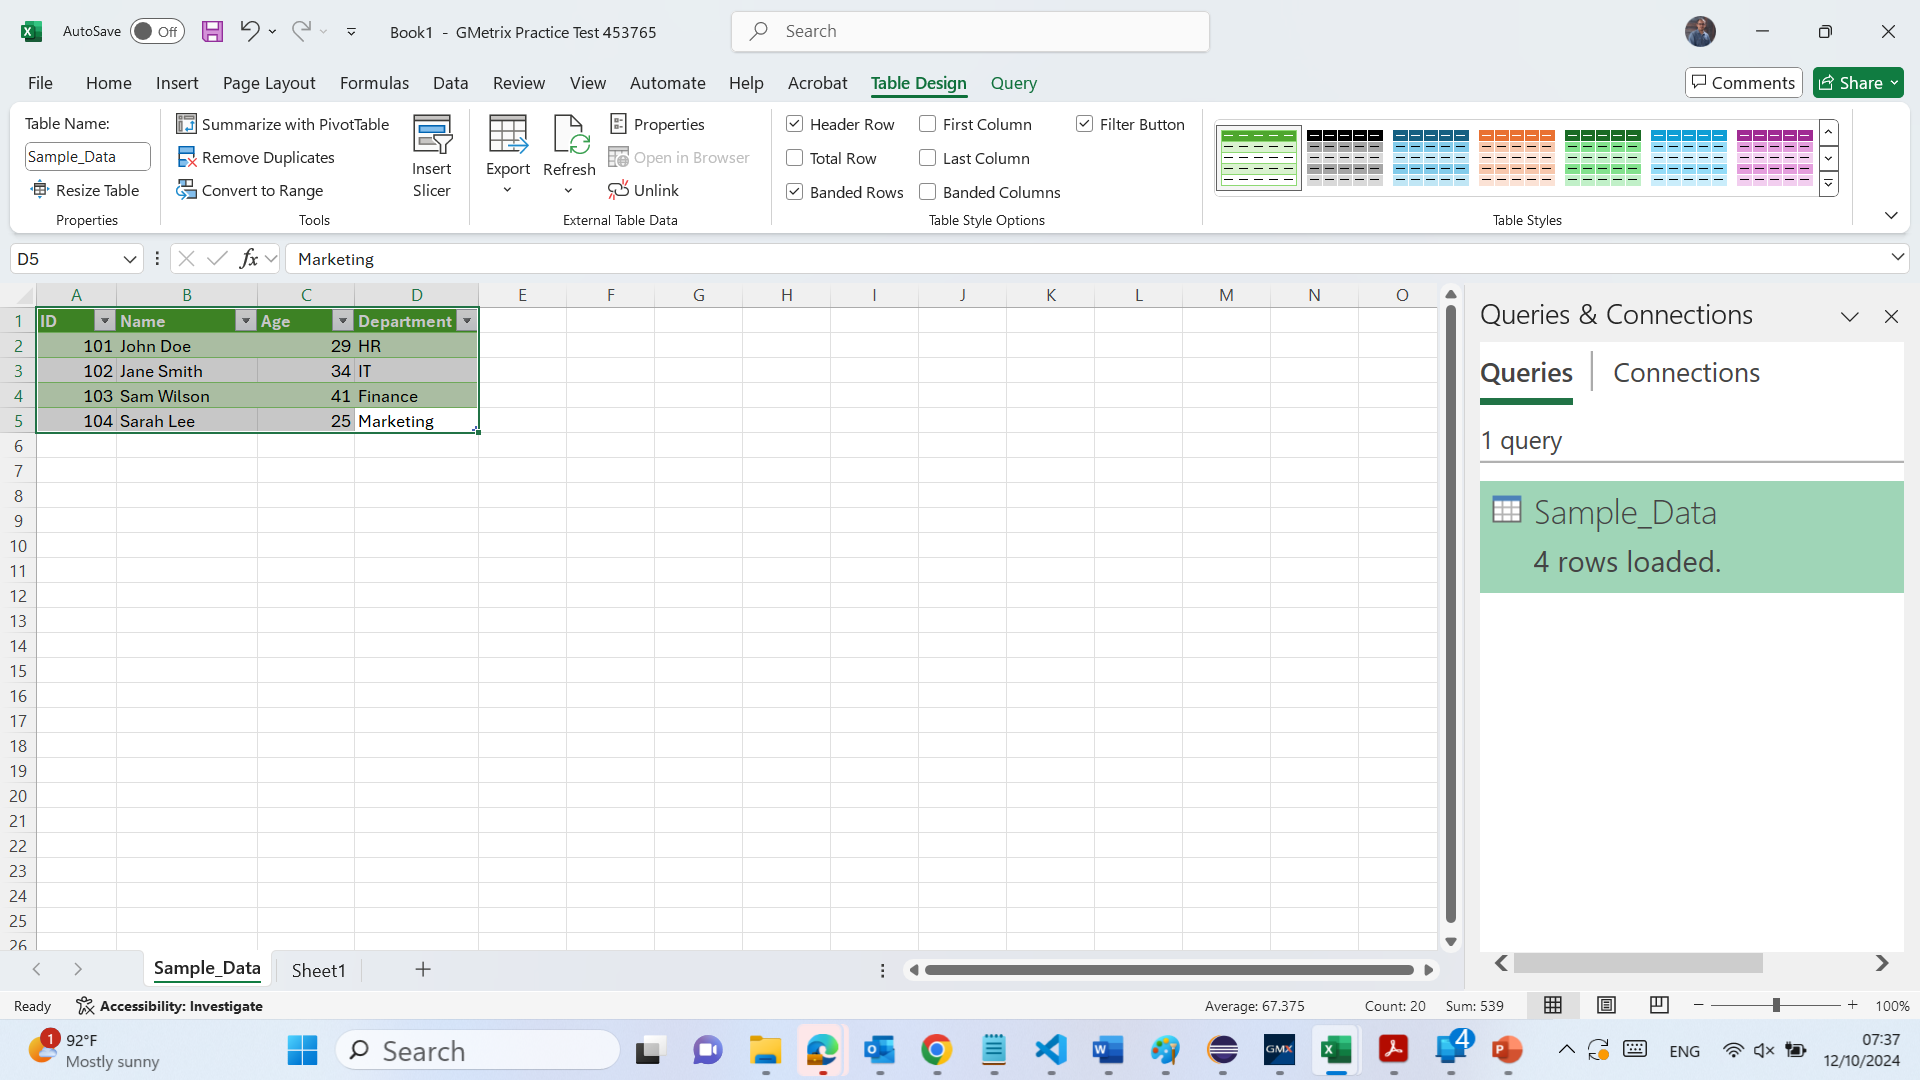 AutoSave Off Book1 - GMetrix Practice Test 453765 Search
File Home Insert Page Layout Formulas Data Review View Automate Help Acrobat Table Design Query Comments Share
Table Name:
Sample_Data
Resize Table
Properties
Summarize with PivotTable
Remove Duplicates
Convert to Range
Tools
Insert
Slicer
Export
Refresh
Properties
Open in Browser
Unlink
External Table Data
Header Row First Column Filter Button
Total Row Last Column
Banded Rows Banded Columns
Table Style Options
Table Styles
D5 fx Marketing
A B C D E F G H I J K L M N O
1 ID Name Age Department
2 101 John Doe 29 HR
3 102 Jane Smith 34 IT
4 103 Sam Wilson 41 Finance
5 104 Sarah Lee 25 Marketing
6
7
8
9
10
11
12
13
14
15
16
17
18
19
20
21
22
23
24
25
26
Queries & Connections
Queries Connections
1 query
Sample_Data
4 rows loaded.
Sample_Data Sheet1
Ready Accessibility: Investigate Average: 67.375 Count: 20 Sum: 539 100%
1 92°F
Mostly sunny
Search
GMX
4
ENG
07:37
12/10/2024